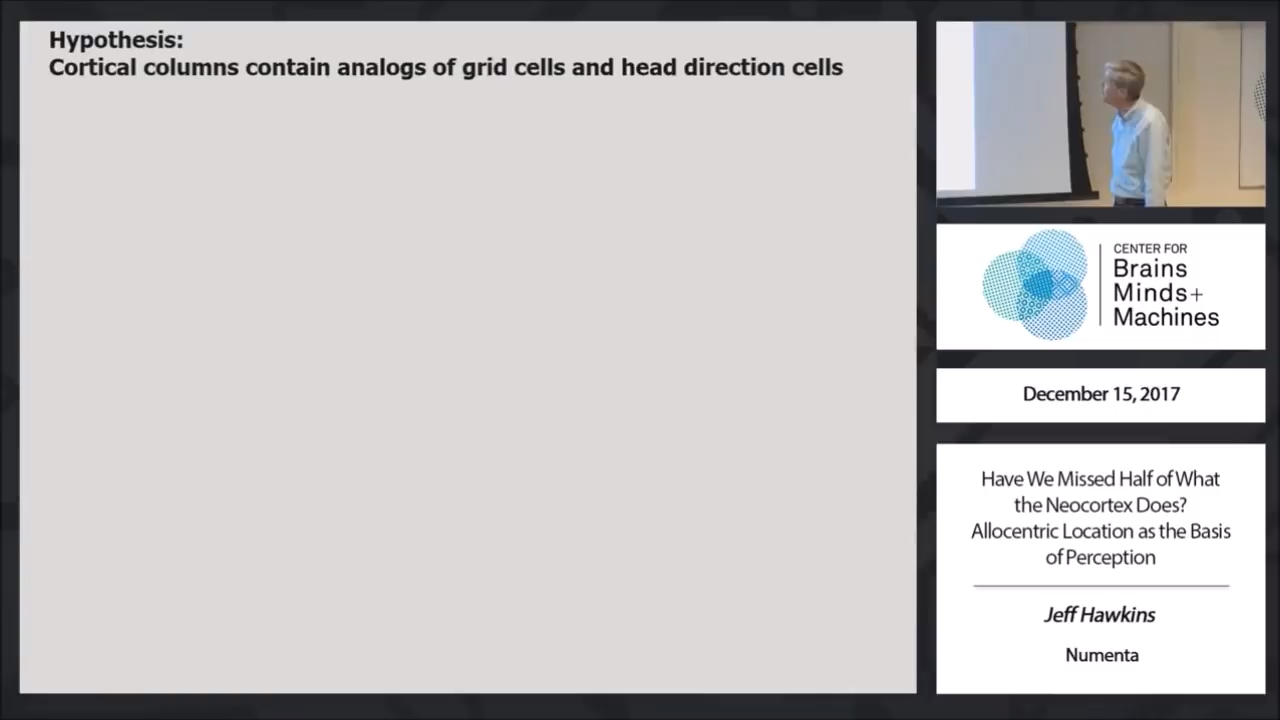 Hypothesis:
Cortical columns contain analogs of grid cells and head direction cells
CENTER FOR
Brains
Minds+
Machines
December 15, 2017
Have We Missed Half of What
the Neocortex Does?
Allocentric Location as the Basis
of Perception
Jeff Hawkins
Numenta